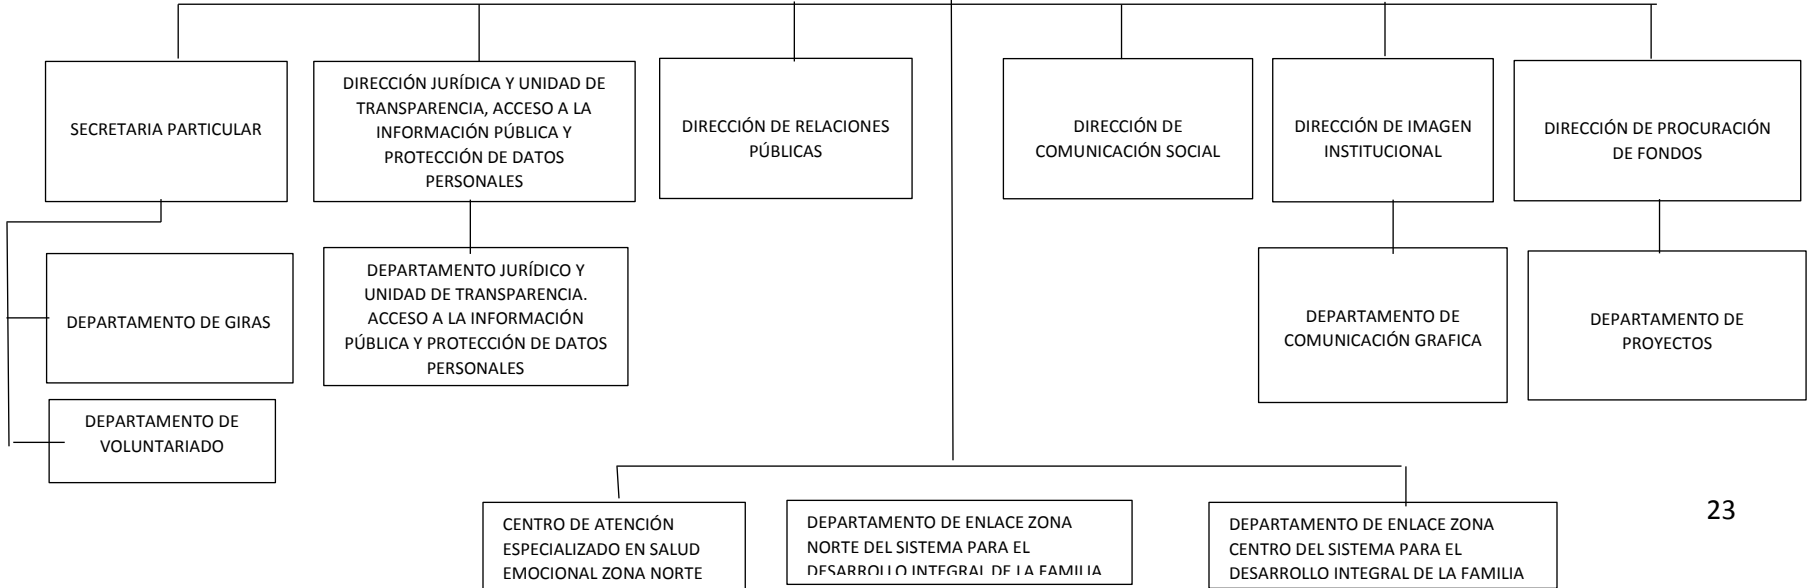 SECRETARIA PARTICULAR
DIRECCIÓN JURÍDICA Y UNIDAD DE
TRANSPARENCIA, ACCESO A LA
INFORMACIÓN PÚBLICA Y
PROTECCIÓN DE DATOS
PERSONALES
DIRECCIÓN DE RELACIONES
PÚBLICAS
DIRECCIÓN DE
COMUNICACIÓN SOCIAL
DIRECCIÓN DE IMAGEN
INSTITUCIONAL
DIRECCIÓN DE PROCURACIÓN
DE FONDOS
DEPARTAMENTO DE GIRAS
DEPARTAMENTO JURÍDICO Y
UNIDAD DE TRANSPARENCIA.
ACCESO A LA INFORMACIÓN
PÚBLICA Y PROTECCIÓN DE DATOS
PERSONALES
DEPARTAMENTO DE
COMUNICACIÓN GRAFICA
DEPARTAMENTO DE
PROYECTOS
DEPARTAMENTO DE
VOLUNTARIADO
CENTRO DE ATENCIÓN
ESPECIALIZADO EN SALUD
EMOCIONAL ZONA NORTE
DEPARTAMENTO DE ENLACE ZONA
NORTE DEL SISTEMA PARA EL
DESARROLLO INTEGRAL DE LA FAMILIA
DEPARTAMENTO DE ENLACE ZONA
CENTRO DEL SISTEMA PARA EL
DESARROLLO INTEGRAL DE LA FAMILIA
23